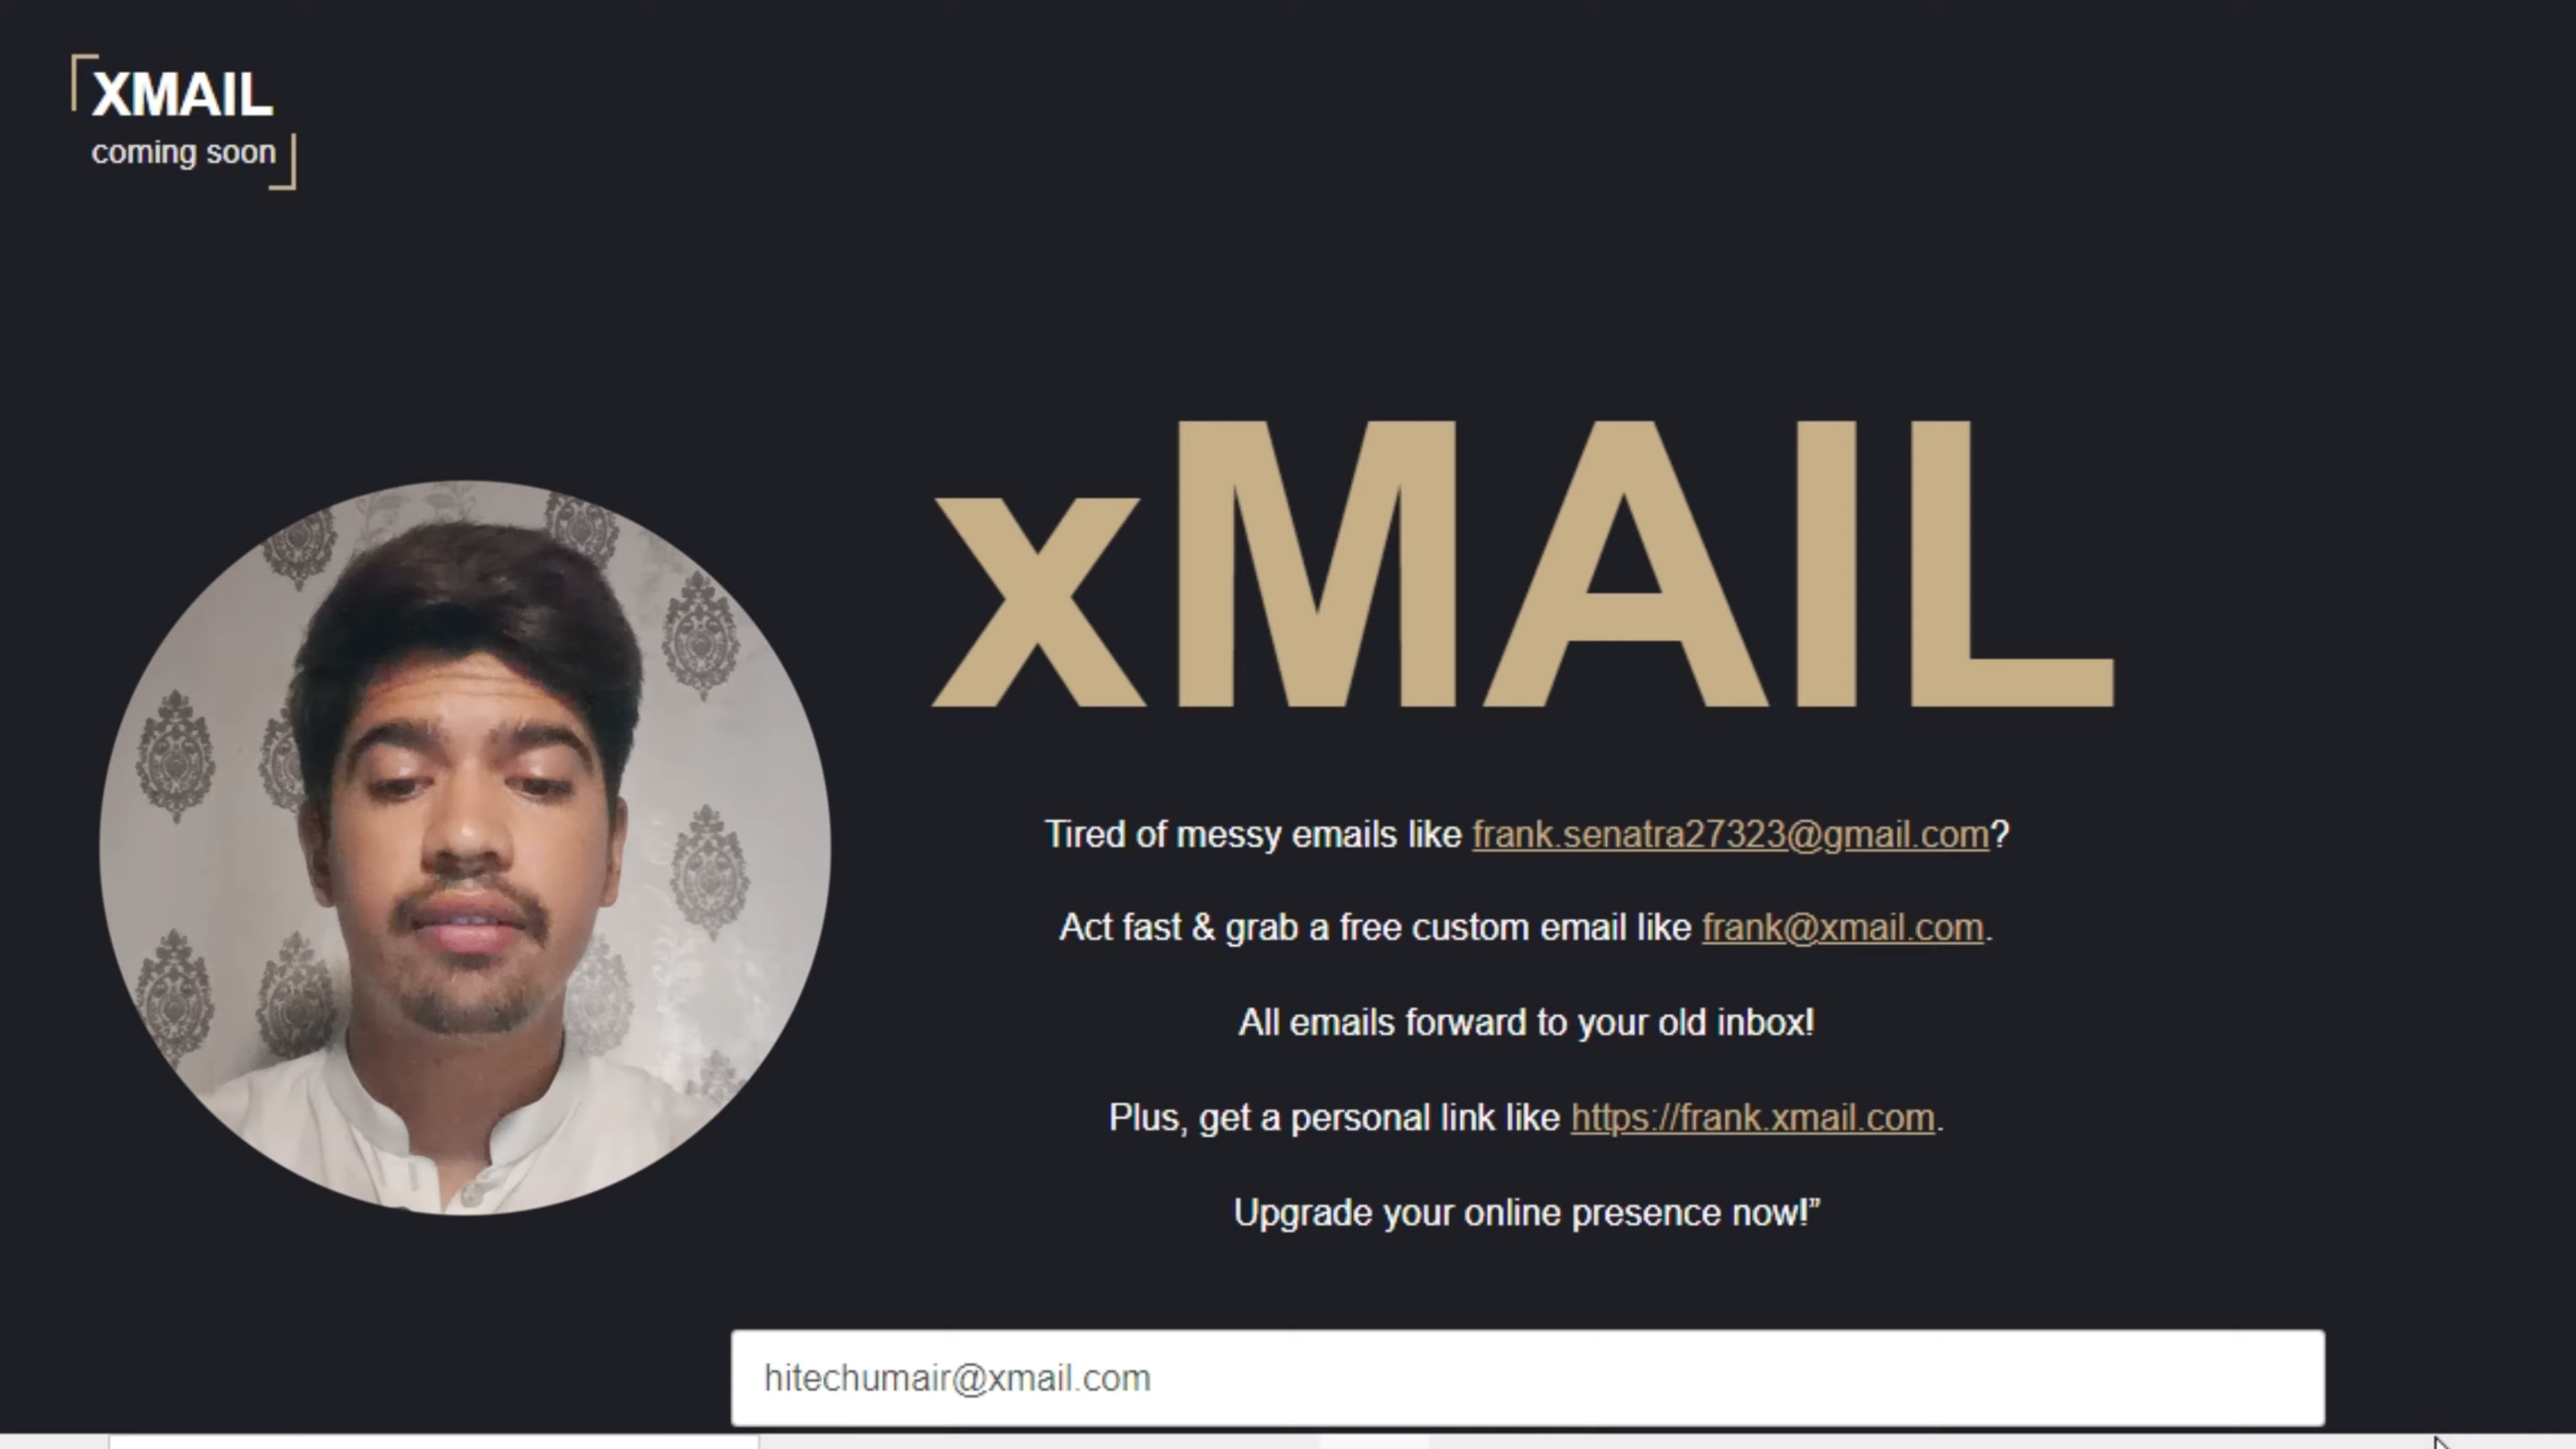 XMAIL
coming soon
xMAIL
Tired of messy emails like frank.senatra27323@gmail.com?
Act fast & grab a free custom email like frank@xmail.com.
All emails forward to your old inbox!
Plus, get a personal link like https://frank.xmail.com.
Upgrade your online presence now!”
hitechumair@xmail.com